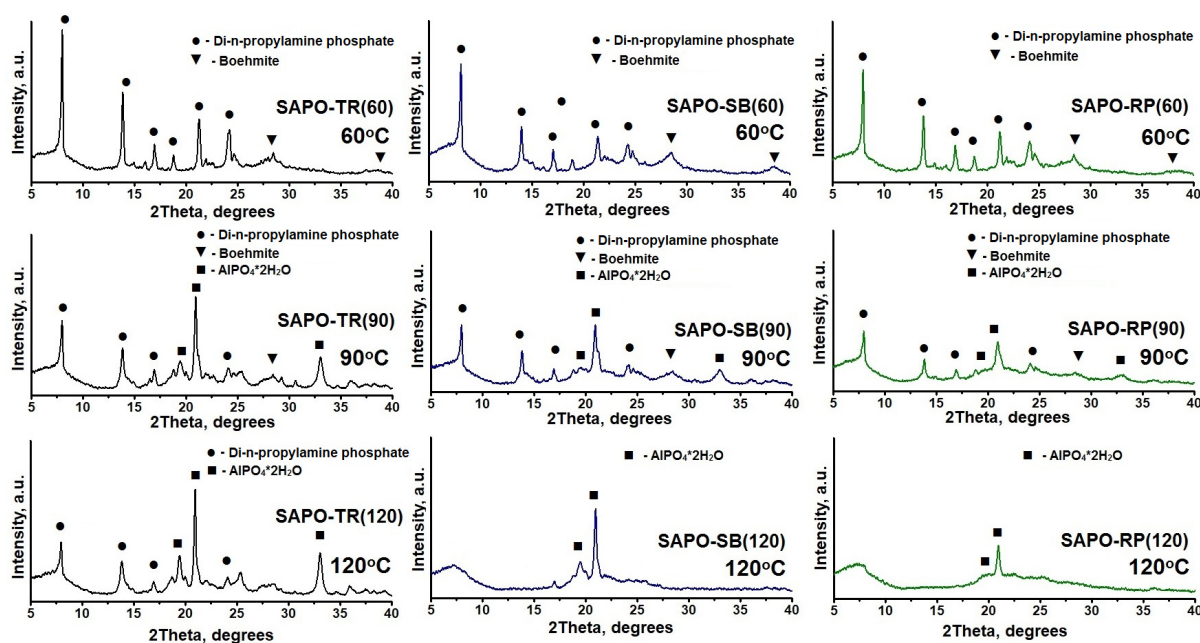 ● - Di-n-propylamine phosphate
▼ - Boehmite
SAPO-TR(60)
60°C
Intensity, a.u.
5 10 15 20 25 30 35 40
2Theta, degrees
● - Di-n-propylamine phosphate
▼ - Boehmite
SAPO-SB(60)
60°C
Intensity, a.u.
5 10 15 20 25 30 35 40
2Theta, degrees
● - Di-n-propylamine phosphate
▼ - Boehmite
SAPO-RP(60)
60°C
Intensity, a.u.
5 10 15 20 25 30 35 40
2Theta, degrees
● - Di-n-propylamine phosphate
▼ - Boehmite
■ - AlPO₄*2H₂O
SAPO-TR(90)
90°C
Intensity, a.u.
5 10 15 20 25 30 35 40
2Theta, degrees
● - Di-n-propylamine phosphate
▼ - Boehmite
■ - AlPO₄*2H₂O
SAPO-SB(90)
90°C
Intensity, a.u.
5 10 15 20 25 30 35 40
2Theta, degrees
● - Di-n-propylamine phosphate
▼ - Boehmite
■ - AlPO₄*2H₂O
SAPO-RP(90)
90°C
Intensity, a.u.
5 10 15 20 25 30 35 40
2Theta, degrees
● - Di-n-propylamine phosphate
■ - AlPO₄*2H₂O
SAPO-TR(120)
120°C
Intensity, a.u.
5 10 15 20 25 30 35 40
2Theta, degrees
■ - AlPO₄*2H₂O
SAPO-SB(120)
120°C
Intensity, a.u.
5 10 15 20 25 30 35 40
2Theta, degrees
■ - AlPO₄*2H₂O
SAPO-RP(120)
120°C
Intensity, a.u.
5 10 15 20 25 30 35 40
2Theta, degrees